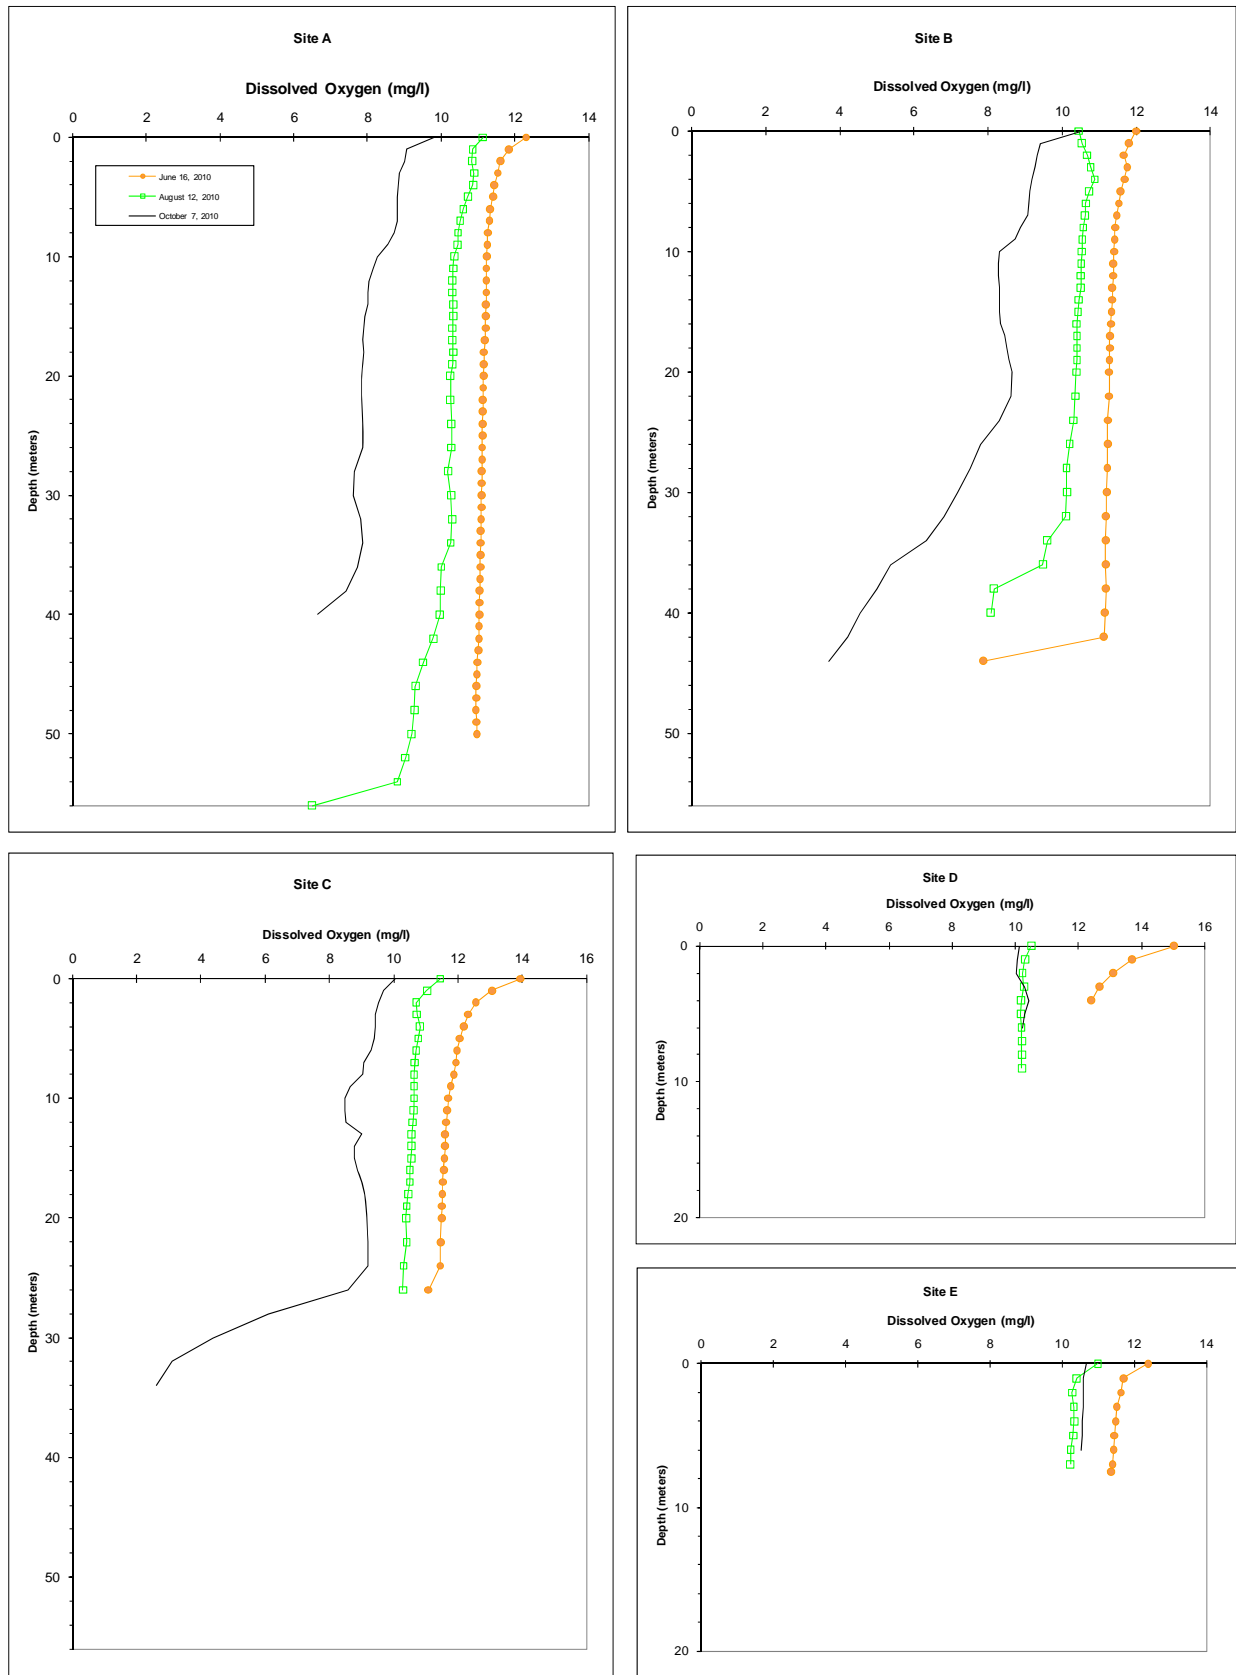 Site A
Dissolved Oxygen (mg/l)
0 2 4 6 8 10 12 14
0
10
20
30
40
50
Depth (meters)
June 16, 2010
August 12, 2010
October 7, 2010
Site B
Dissolved Oxygen (mg/l)
0 2 4 6 8 10 12 14
0
10
20
30
40
50
Depth (meters)
Site C
Dissolved Oxygen (mg/l)
0 2 4 6 8 10 12 14 16
0
10
20
30
40
50
Depth (meters)
Site D
Dissolved Oxygen (mg/l)
0 2 4 6 8 10 12 14 16
0
10
20
Depth (meters)
Site E
Dissolved Oxygen (mg/l)
0 2 4 6 8 10 12 14
0
10
20
Depth (meters)